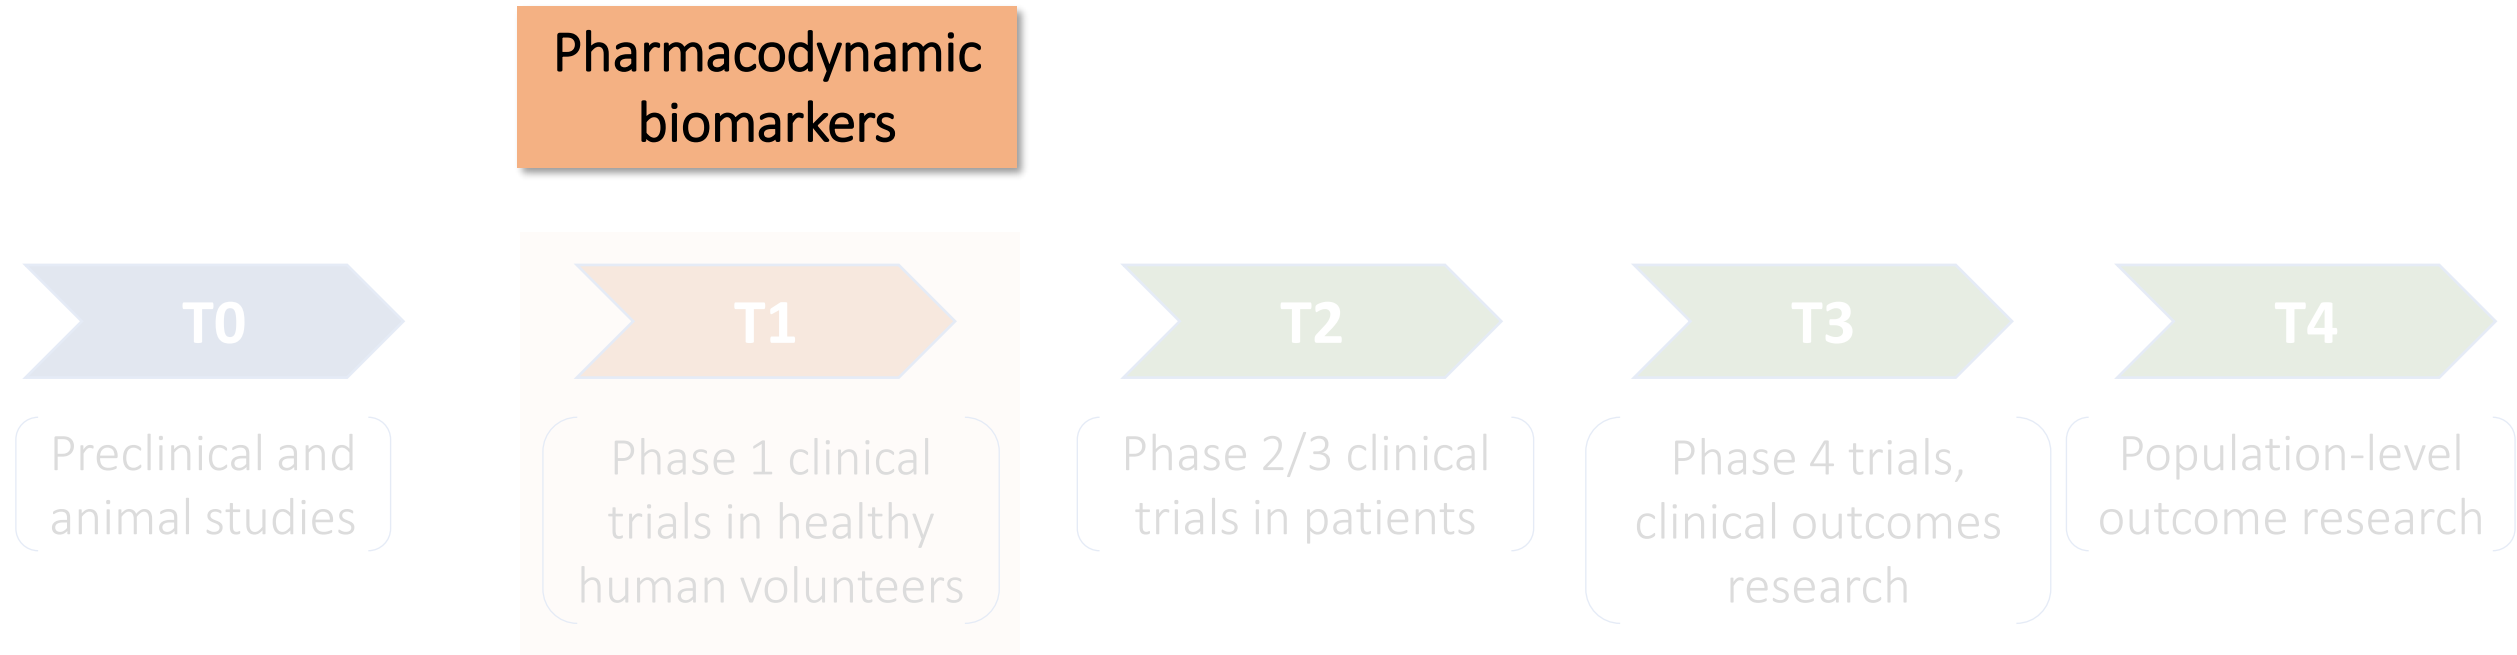 Pharmacodynamic
biomarkers
T0
T1
T2
T3
T4
Preclinical and
animal studies
Phase 1 clinical
trial in healthy
human volunteers
Phase 2/3 clinical
trials in patients
Phase 4 trials,
clinical outcomes
research
Population-level
outcome research